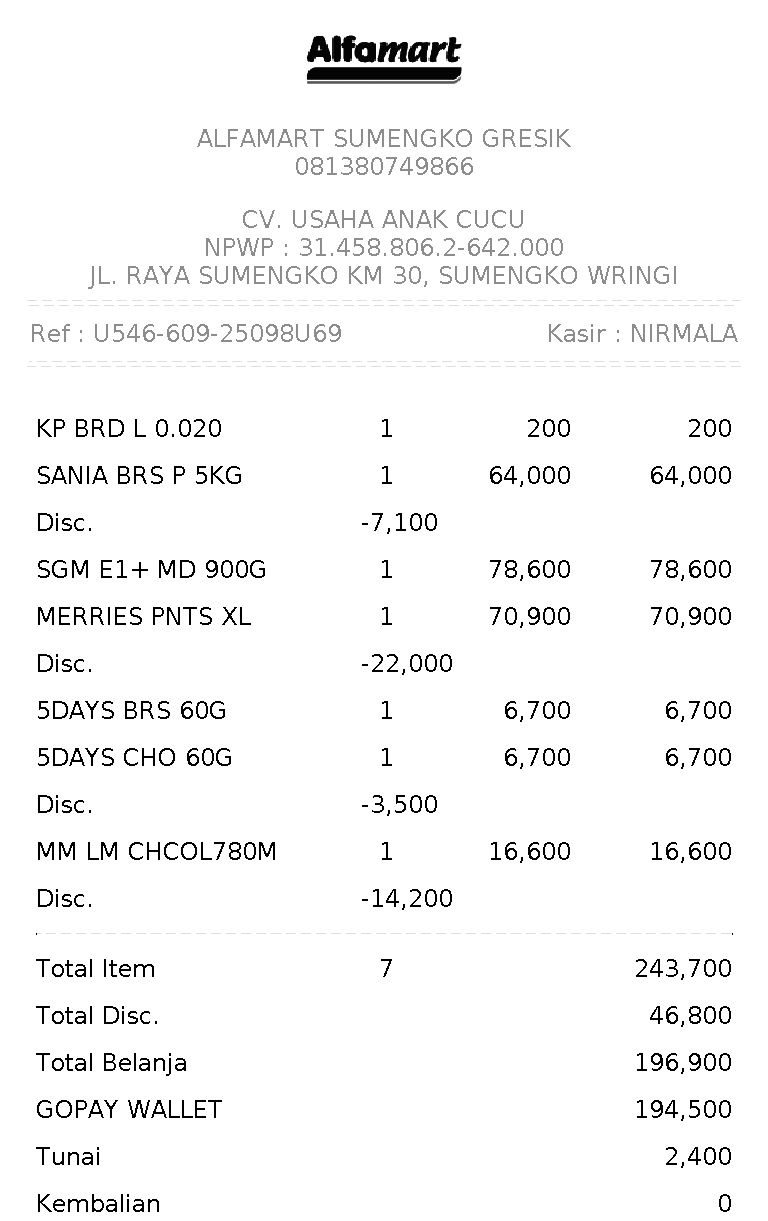 Alfamart
ALFAMART SUMENGKO GRESIK
081380749866
CV. USAHA ANAK CUCU
NPWP : 31.458.806.2-642.000
JL. RAYA SUMENGKO KM 30, SUMENGKO WRINGI
Ref : U546-609-25098U69 Kasir : NIRMALA
KP BRD L 0.020 1 200 200
SANIA BRS P 5KG 1 64,000 64,000
Disc. -7,100
SGM E1+ MD 900G 1 78,600 78,600
MERRIES PNTS XL 1 70,900 70,900
Disc. -22,000
5DAYS BRS 60G 1 6,700 6,700
5DAYS CHO 60G 1 6,700 6,700
Disc. -3,500
MM LM CHCOL780M 1 16,600 16,600
Disc. -14,200
Total Item 7 243,700
Total Disc. 46,800
Total Belanja 196,900
GOPAY WALLET 194,500
Tunai 2,400
Kembalian 0